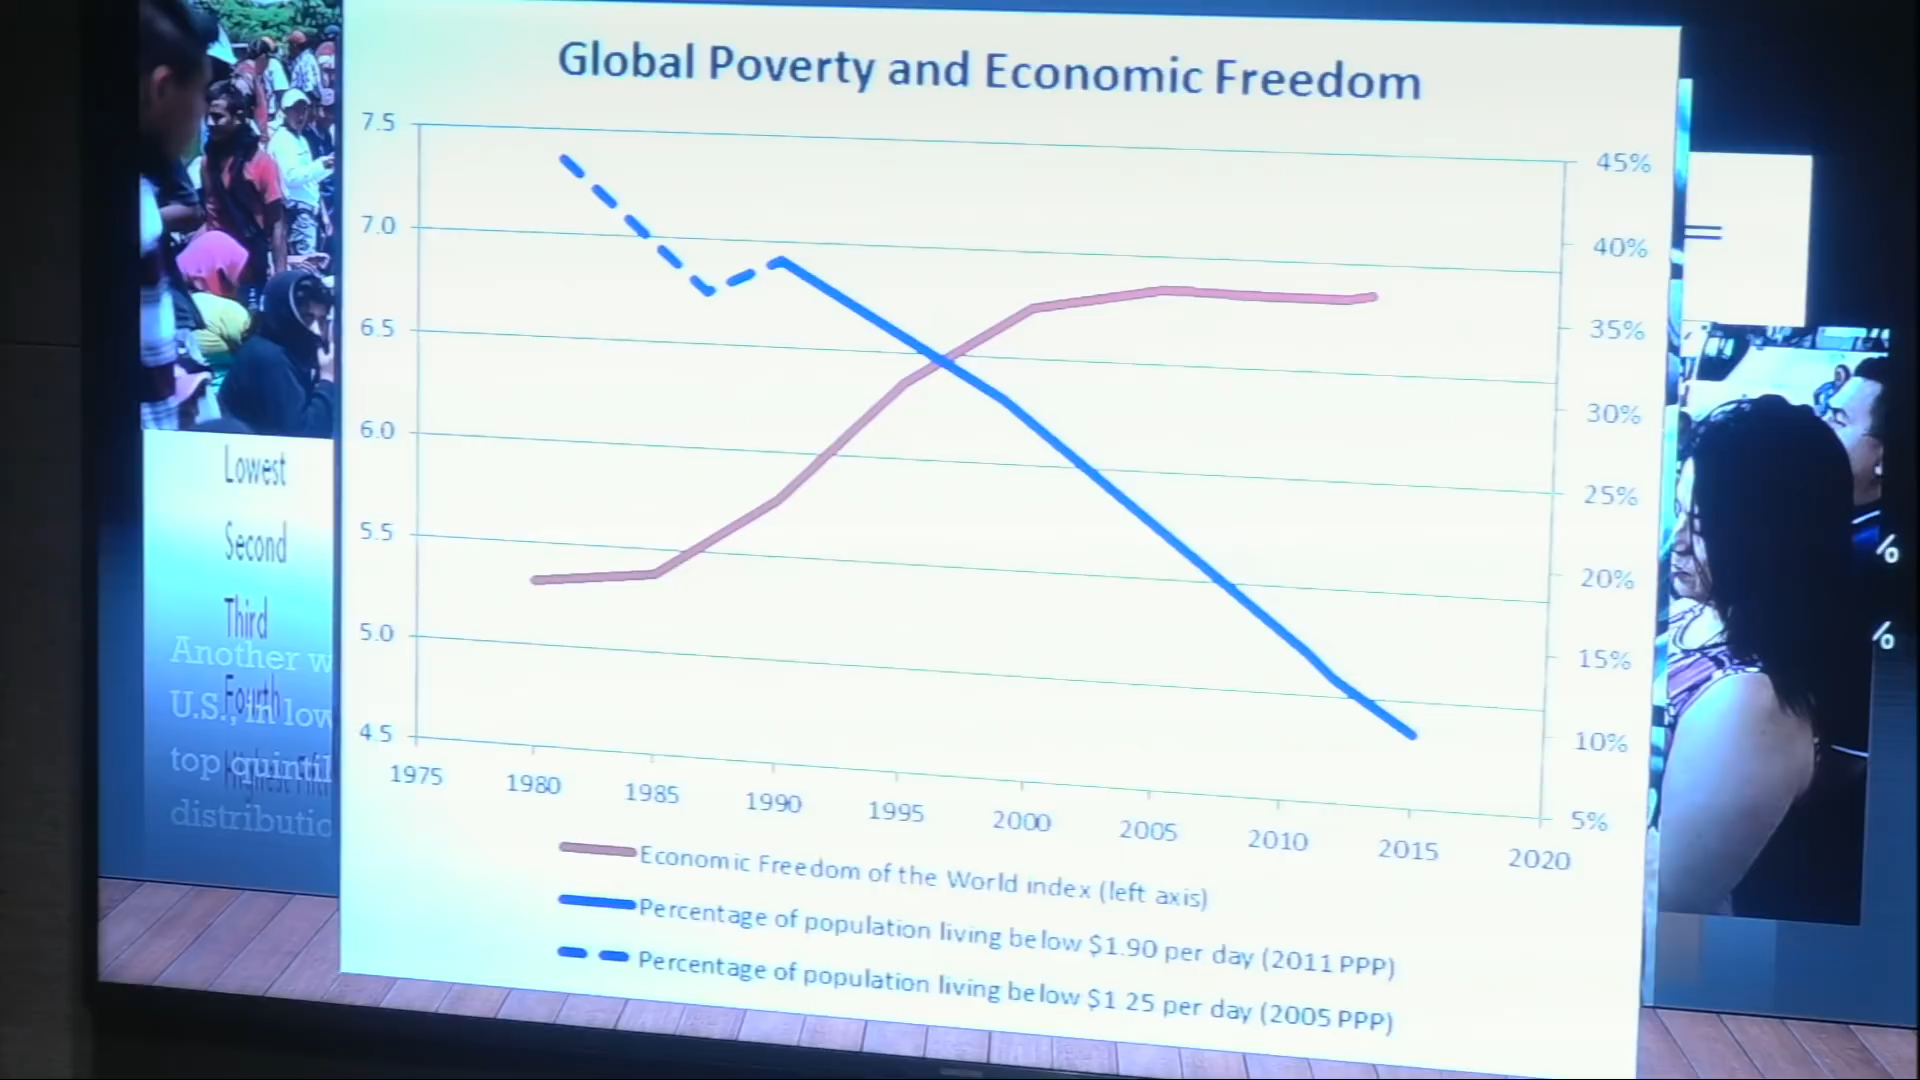 Global Poverty and Economic Freedom
7.5
7.0
6.5
6.0
5.5
5.0
4.5
45%
40%
35%
30%
25%
20%
15%
10%
5%
1975 1980 1985 1990 1995 2000 2005 2010 2015 2020
Economic Freedom of the World index (left axis)
Percentage of population living below $1.90 per day (2011 PPP)
Percentage of population living below $1 25 per day (2005 PPP)
Lowest
Second
Third
Another
Fourth
U.S., in
top
=
%
%